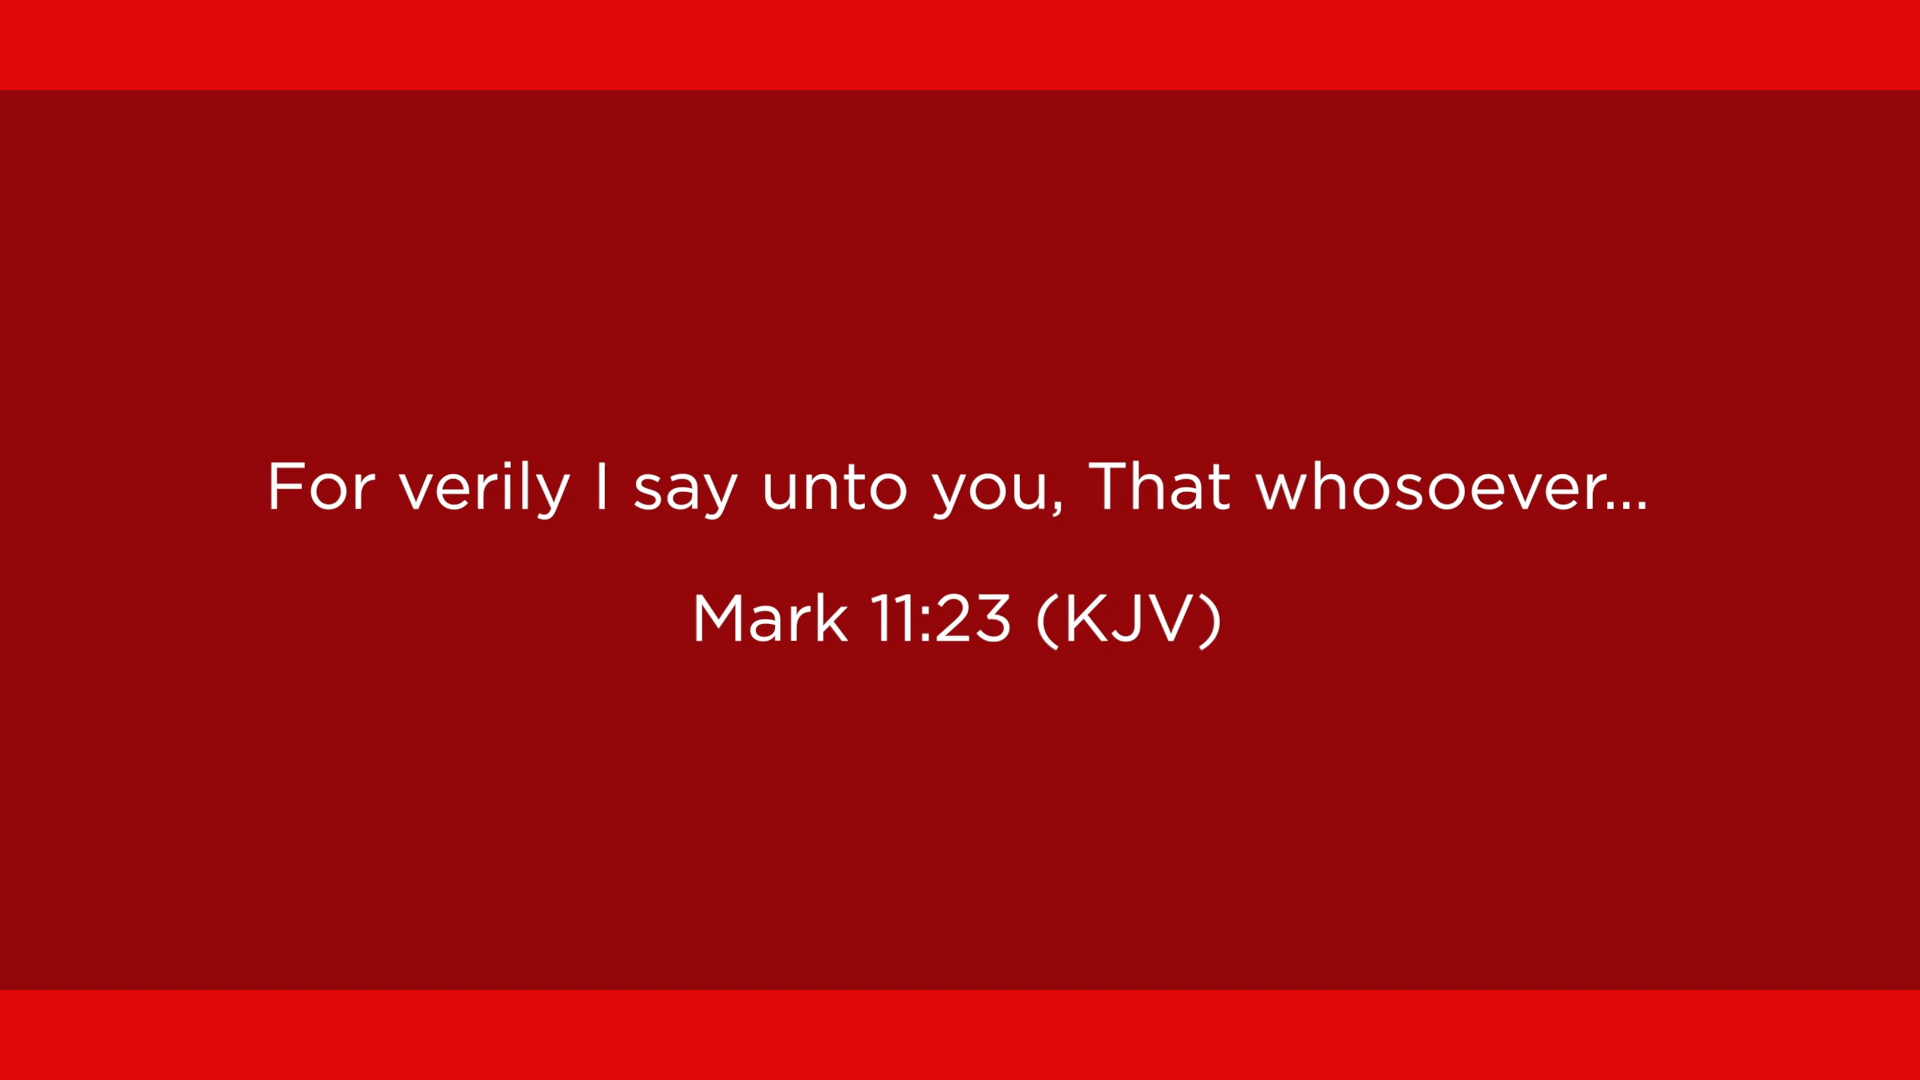 For verily I say unto you, That whosoever...
Mark 11:23 (KJV)